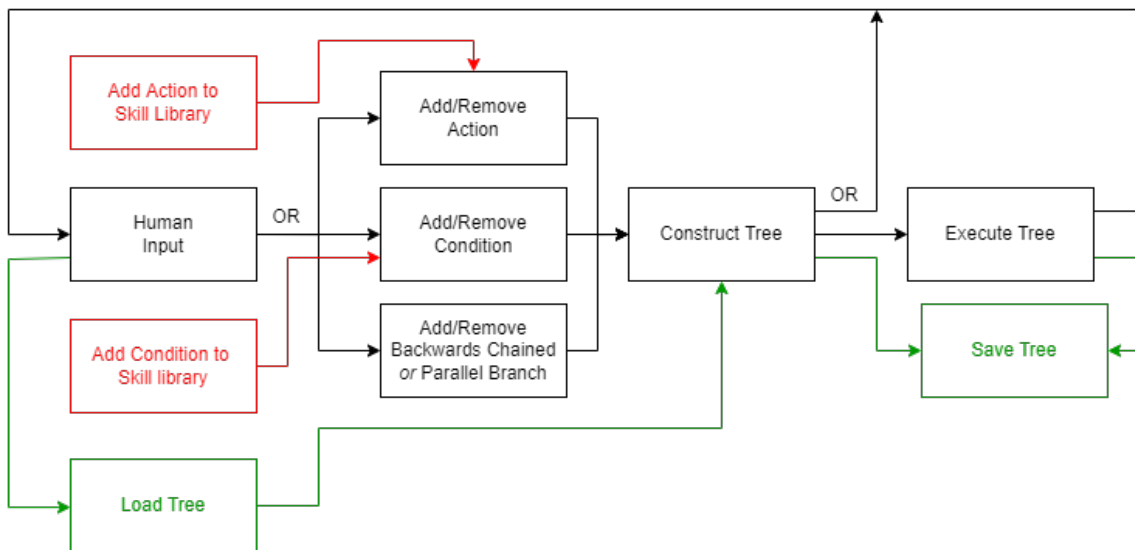 Add Action to
Skill Library
Add/Remove
Action
Human
Input
OR
Add/Remove
Condition
Construct Tree
OR
Execute Tree
Add Condition to
Skill library
Add/Remove
Backwards Chained
or Parallel Branch
Save Tree
Load Tree